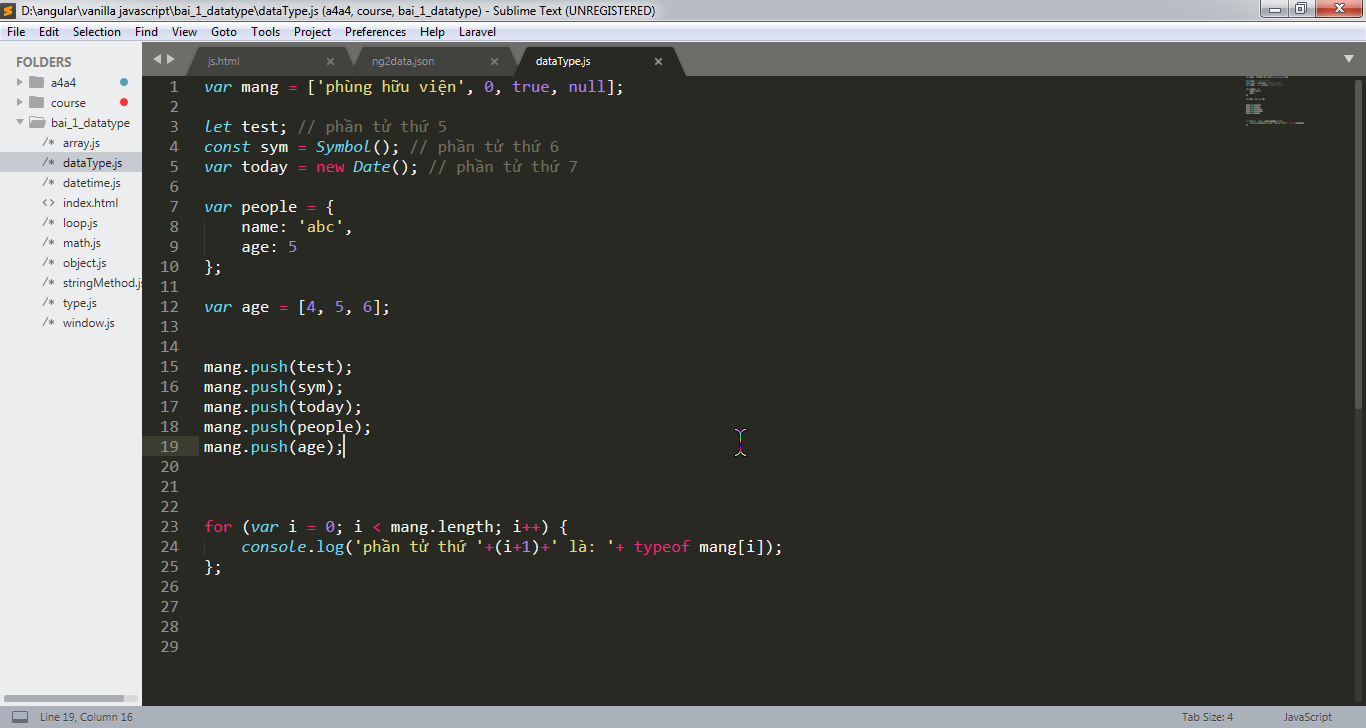 D:\angular\vanilla javascript\bai_1_datatype\dataType.js (a4a4, course, bai_1_datatype) - Sublime Text (UNREGISTERED)
File Edit Selection Find View Goto Tools Project Preferences Help Laravel
FOLDERS
a4a4
course
bai_1_datatype
/* array.js
/* dataType.js
/* datetime.js
<> index.html
/* loop.js
/* math.js
/* object.js
/* stringMethod.js
/* type.js
/* window.js
js.html × ng2data.json × dataType.js ×
1 var mang = ['phùng hữu viện', 0, true, null];
2
3 let test; // phần tử thứ 5
4 const sym = Symbol(); // phần tử thứ 6
5 var today = new Date(); // phần tử thứ 7
6
7 var people = {
8     name: 'abc',
9     age: 5
10 };
11
12 var age = [4, 5, 6];
13
14
15 mang.push(test);
16 mang.push(sym);
17 mang.push(today);
18 mang.push(people);
19 mang.push(age);
20
21
22
23 for (var i = 0; i < mang.length; i++) {
24     console.log('phần tử thứ '+(i+1)+' là: '+ typeof mang[i]);
25 };
26
27
28
29
Line 19, Column 16
Tab Size: 4
JavaScript